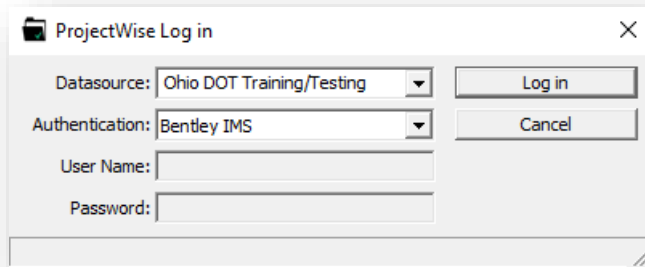 ProjectWise Log in
Datasource: Ohio DOT Training/Testing Log in
Authentication: Bentley IMS Cancel
User Name:
Password: